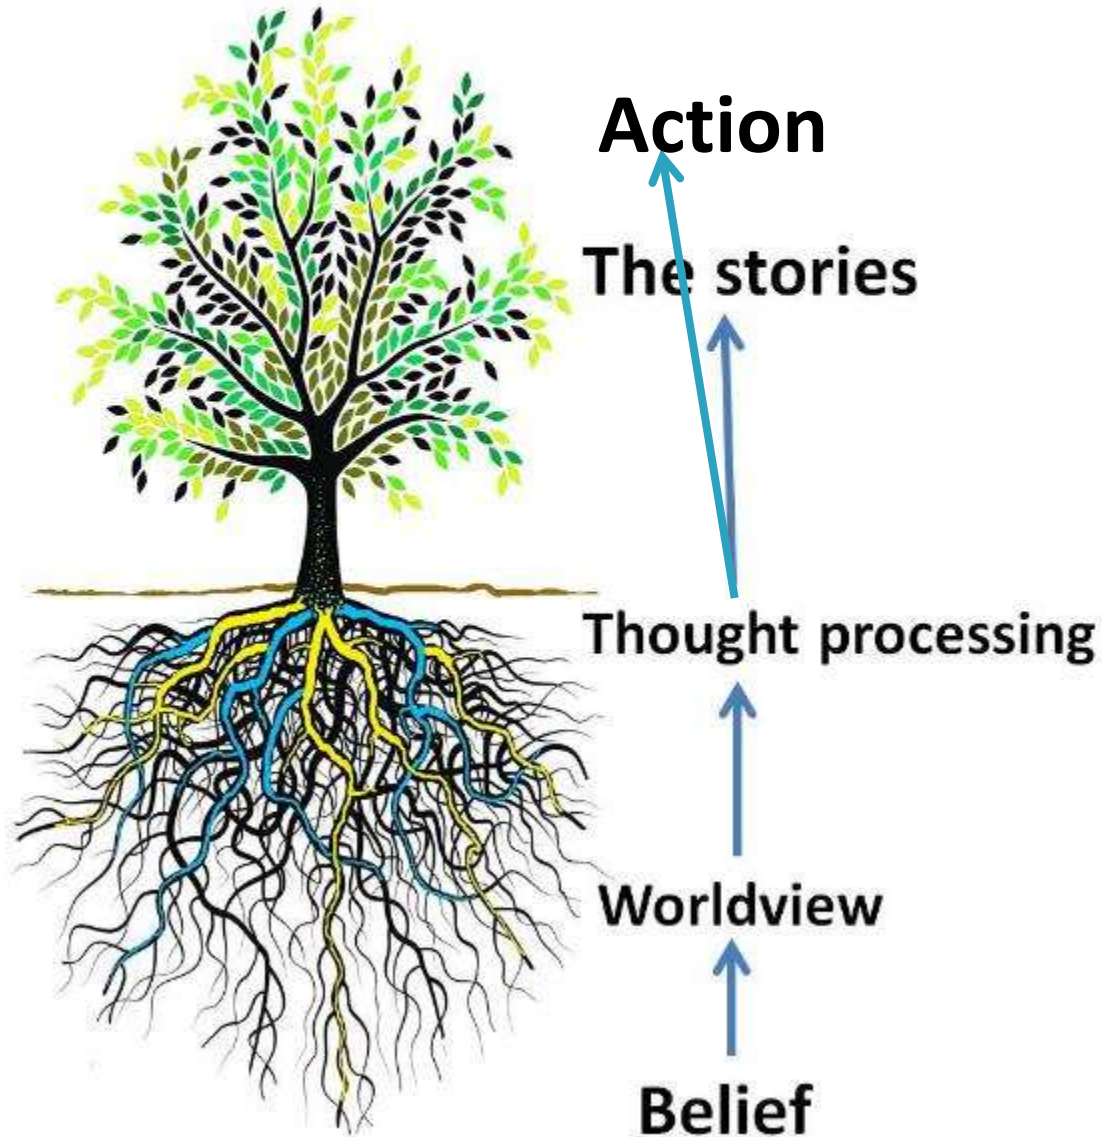 Action
The stories
Thought processing
Worldview
Belief